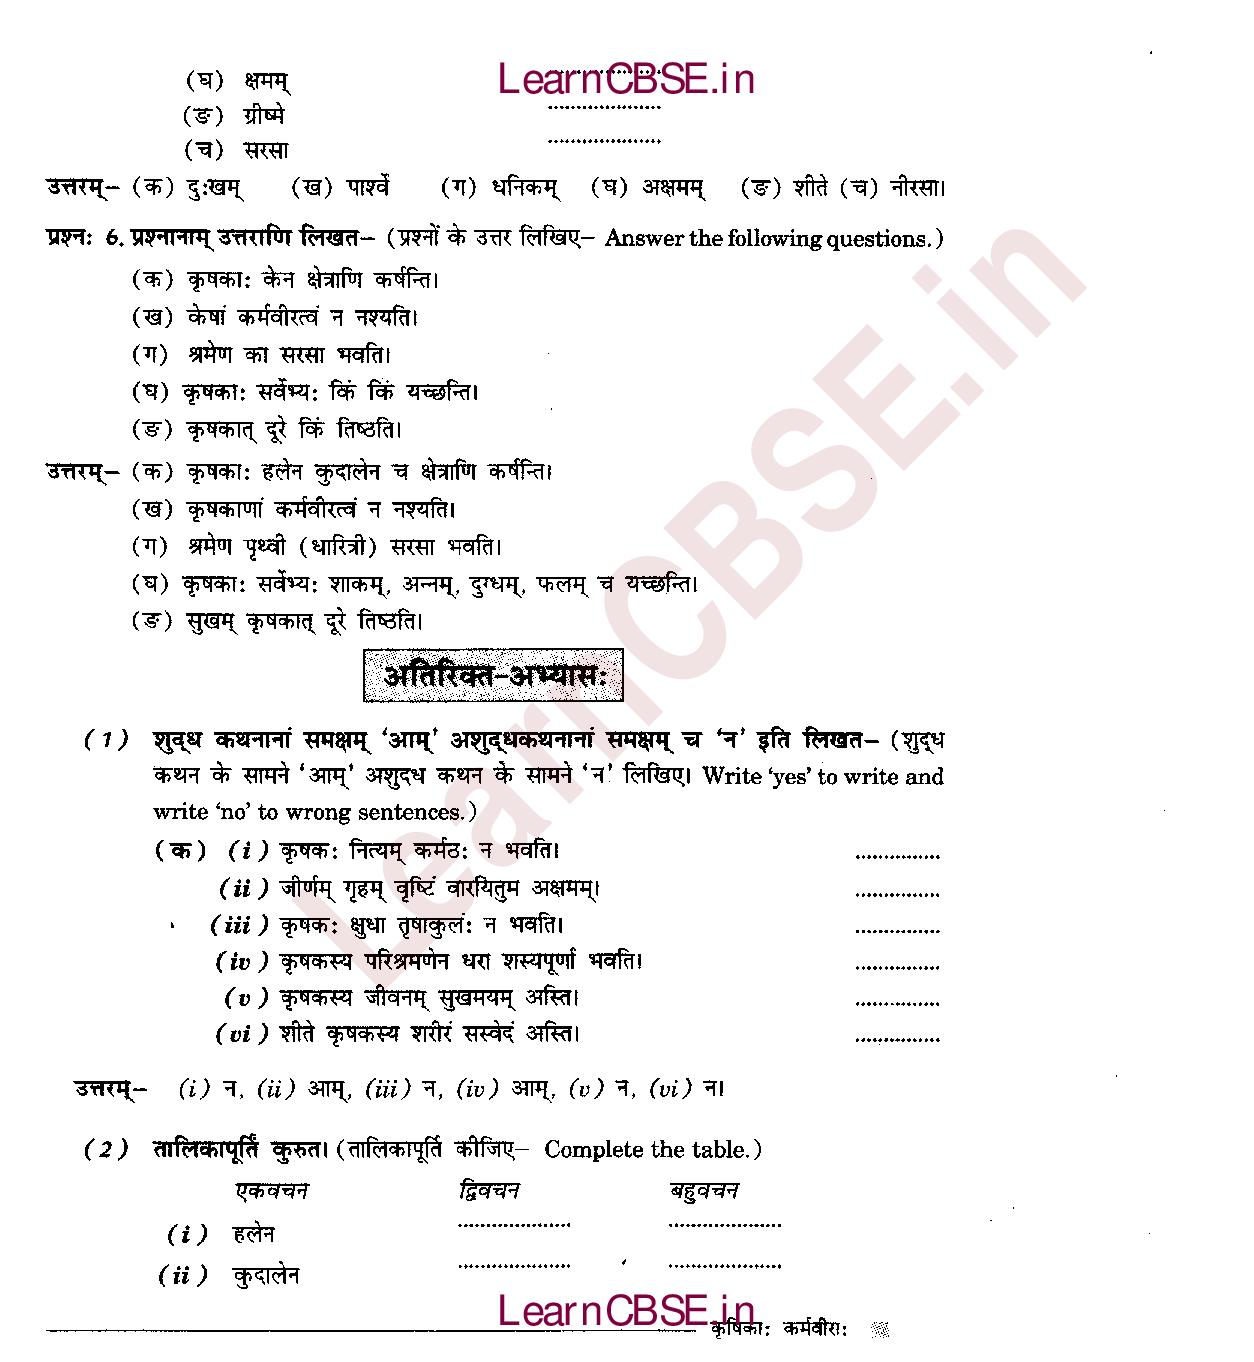 LearnCBSE.in
(घ) क्षमम् ....................
(ङ) ग्रीष्मे ....................
(च) सरसा ....................
उत्तरम्– (क) दुःखम् (ख) पार्श्वे (ग) धनिकम् (घ) अक्षमम् (ङ) शीते (च) नीरसा।
प्रश्नः 6. प्रश्नानाम् उत्तराणि लिखत– (प्रश्नों के उत्तर लिखिए– Answer the following questions.)
(क) कृषकाः केन क्षेत्राणि कर्षन्ति।
(ख) केषां कर्मवीरत्वं न नश्यति।
(ग) श्रमेण का सरसा भवति।
(घ) कृषकाः सर्वेभ्यः किं किं यच्छन्ति।
(ङ) कृषकात् दूरे किं तिष्ठति।
उत्तरम्– (क) कृषकाः हलेन कुदालेन च क्षेत्राणि कर्षन्ति।
(ख) कृषकाणां कर्मवीरत्वं न नश्यति।
(ग) श्रमेण पृथ्वी (धारित्री) सरसा भवति।
(घ) कृषकाः सर्वेभ्यः शाकम्, अन्नम्, दुग्धम्, फलम् च यच्छन्ति।
(ङ) सुखम् कृषकात् दूरे तिष्ठति।
अतिरिक्त-अभ्यासः
(1) शुद्ध कथनानां समक्षम् ‘आम्’ अशुद्धकथनानां समक्षम् च ‘न’ इति लिखत– (शुद्ध
कथन के सामने ‘आम्’ अशुद्ध कथन के सामने ‘न’ लिखिए। Write ‘yes’ to write and
write ‘no’ to wrong sentences.)
(क) (i) कृषकः नित्यम् कर्मठः न भवति। ...............
(ii) जीर्णम् गृहम् वृष्टिं वारयितुम अक्षमम्। ...............
(iii) कृषकः क्षुधा तृषाकुलंः न भवति। ...............
(iv) कृषकस्य परिश्रमणेन धरा शस्यपूर्णा भवति। ...............
(v) कृषकस्य जीवनम् सुखमयम् अस्ति। ...............
(vi) शीते कृषकस्य शरीरं सस्वेदं अस्ति। ...............
उत्तरम्– (i) न, (ii) आम्, (iii) न, (iv) आम्, (v) न, (vi) न।
(2) तालिकापूर्तिं कुरुत। (तालिकापूर्ति कीजिए– Complete the table.)
एकवचन द्विवचन बहुवचन
(i) हलेन .................... ....................
(ii) कुदालेन .................... ....................
LearnCBSE.in
कृषिकाः कर्मवीराः
LearnCBSE.in